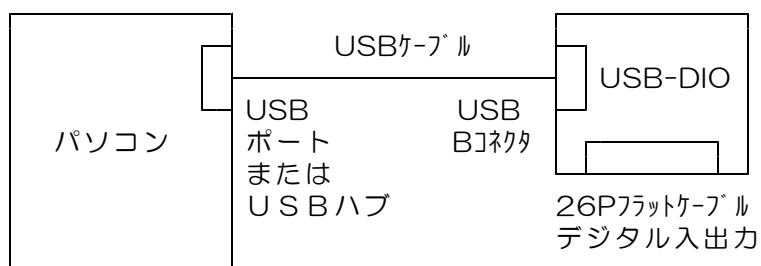 USBｹｰﾌﾞﾙ
USB-DIO
パソコン
USB
ポート
または
ＵＳＢハブ
USB
Bｺﾈｸﾀ
26Pﾌﾗｯﾄｹｰﾌﾞﾙ
デジタル入出力